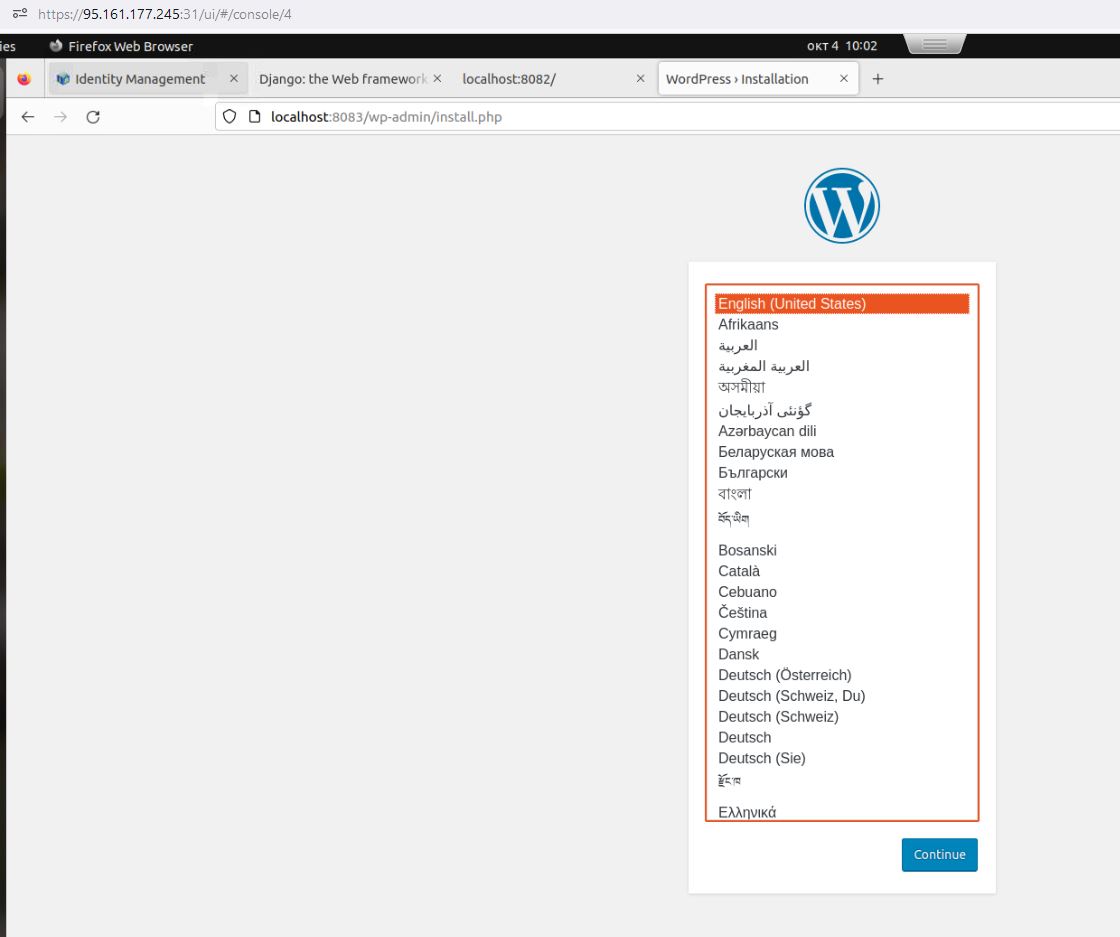 https://95.161.177.245:31/ui/#/console/4
ies Firefox Web Browser окт 4 10:02
Identity Management Django: the Web framework localhost:8082/ WordPress › Installation
localhost:8083/wp-admin/install.php
English (United States)
Afrikaans
العربية
العربية المغربية
অসমীয়া
گؤنئی آذربایجان
Azərbaycan dili
Беларуская мова
Български
বাংলা
བོད་ཡིག
Bosanski
Català
Cebuano
Čeština
Cymraeg
Dansk
Deutsch (Österreich)
Deutsch (Schweiz, Du)
Deutsch (Schweiz)
Deutsch
Deutsch (Sie)
རྫོང་ཁ
Ελληνικά
Continue